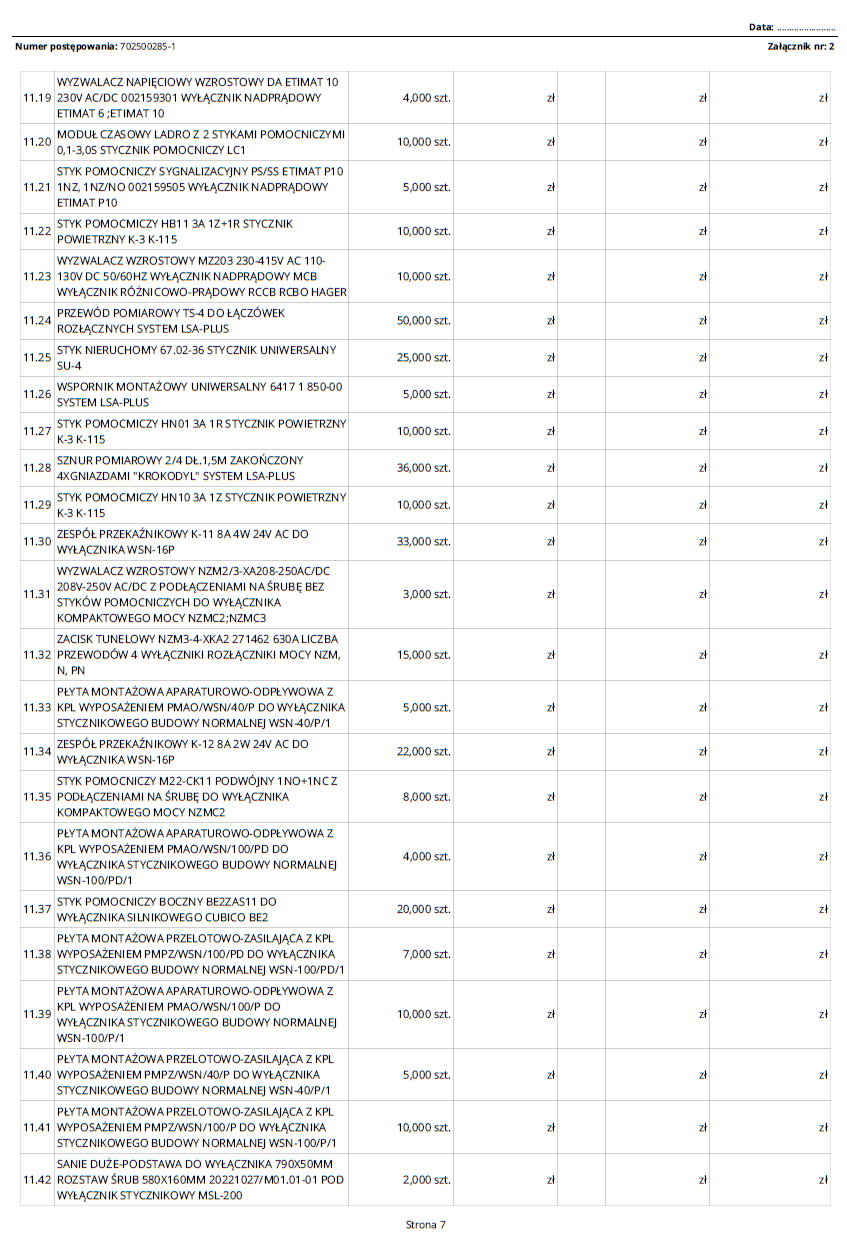 Data: ........................
Numer postępowania: 702500285-1 Załącznik nr: 2
WYZWALACZ NAPIĘCIOWY WZROSTOWY DA ETIMAT 10
11.19 230V AC/DC 002159301 WYŁĄCZNIK NADPRĄDOWY 4,000 szt. zł zł zł
ETIMAT 6 ;ETIMAT 10
11.20 MODUŁ CZASOWY LADRO Z 2 STYKAMI POMOCNICZYMI 10,000 szt. zł zł zł
0,1-3,0S STYCZNIK POMOCNICZY LC1
STYK POMOCNICZY SYGNALIZACYJNY PS/SS ETIMAT P10
11.21 1NZ, 1NZ/NO 002159505 WYŁĄCZNIK NADPRĄDOWY 5,000 szt. zł zł zł
ETIMAT P10
11.22 STYK POMOCMICZY HB11 3A 1Z+1R STYCZNIK 10,000 szt. zł zł zł
POWIETRZNY K-3 K-115
WYZWALACZ WZROSTOWY MZ203 230-415V AC 110-
11.23 130V DC 50/60HZ WYŁĄCZNIK NADPRĄDOWY MCB 10,000 szt. zł zł zł
WYŁĄCZNIK RÓŻNICOWO-PRĄDOWY RCCB RCBO HAGER
11.24 PRZEWÓD POMIAROWY TS-4 DO ŁĄCZÓWEK 50,000 szt. zł zł zł
ROZŁĄCZNYCH SYSTEM LSA-PLUS
11.25 STYK NIERUCHOMY 67.02-36 STYCZNIK UNIWERSALNY 25,000 szt. zł zł zł
SU-4
11.26 WSPORNIK MONTAŻOWY UNIWERSALNY 6417 1 850-00 5,000 szt. zł zł zł
SYSTEM LSA-PLUS
11.27 STYK POMOCMICZY HN01 3A 1R STYCZNIK POWIETRZNY 10,000 szt. zł zł zł
K-3 K-115
11.28 SZNUR POMIAROWY 2/4 DŁ.1,5M ZAKOŃCZONY 36,000 szt. zł zł zł
4XGNIAZDAMI "KROKODYL" SYSTEM LSA-PLUS
11.29 STYK POMOCMICZY HN10 3A 1Z STYCZNIK POWIETRZNY 10,000 szt. zł zł zł
K-3 K-115
11.30 ZESPÓŁ PRZEKAŹNIKOWY K-11 8A 4W 24V AC DO 33,000 szt. zł zł zł
WYŁĄCZNIKA WSN-16P
WYZWALACZ WZROSTOWY NZM2/3-XA208-250AC/DC
11.31 208V-250V AC/DC Z PODŁĄCZENIAMI NA ŚRUBĘ BEZ 3,000 szt. zł zł zł
STYKÓW POMOCNICZYCH DO WYŁĄCZNIKA
KOMPAKTOWEGO MOCY NZMC2;NZMC3
ZACISK TUNELOWY NZM3-4-XKA2 271462 630A LICZBA
11.32 PRZEWODÓW 4 WYŁĄCZNIKI ROZŁĄCZNIKI MOCY NZM, 15,000 szt. zł zł zł
N, PN
PŁYTA MONTAŻOWA APARATUROWO-ODPŁYWOWA Z
11.33 KPL WYPOSAŻENIEM PMAO/WSN/40/P DO WYŁĄCZNIKA 5,000 szt. zł zł zł
STYCZNIKOWEGO BUDOWY NORMALNEJ WSN-40/P/1
11.34 ZESPÓŁ PRZEKAŹNIKOWY K-12 8A 2W 24V AC DO 22,000 szt. zł zł zł
WYŁĄCZNIKA WSN-16P
STYK POMOCNICZY M22-CK11 PODWÓJNY 1NO+1NC Z
11.35 PODŁĄCZENIAMI NA ŚRUBĘ DO WYŁĄCZNIKA 8,000 szt. zł zł zł
KOMPAKTOWEGO MOCY NZMC2
PŁYTA MONTAŻOWA APARATUROWO-ODPŁYWOWA Z
11.36 KPL WYPOSAŻENIEM PMAO/WSN/100/PD DO 4,000 szt. zł zł zł
WYŁĄCZNIKA STYCZNIKOWEGO BUDOWY NORMALNEJ
WSN-100/PD/1
11.37 STYK POMOCNICZY BOCZNY BE2ZAS11 DO 20,000 szt. zł zł zł
WYŁĄCZNIKA SILNIKOWEGO CUBICO BE2
PŁYTA MONTAŻOWA PRZELOTOWO-ZASILAJĄCA Z KPL
11.38 WYPOSAŻENIEM PMPZ/WSN/100/PD DO WYŁĄCZNIKA 7,000 szt. zł zł zł
STYCZNIKOWEGO BUDOWY NORMALNEJ WSN-100/PD/1
PŁYTA MONTAŻOWA APARATUROWO-ODPŁYWOWA Z
11.39 KPL WYPOSAŻENIEM PMAO/WSN/100/P DO 10,000 szt. zł zł zł
WYŁĄCZNIKA STYCZNIKOWEGO BUDOWY NORMALNEJ
WSN-100/P/1
PŁYTA MONTAŻOWA PRZELOTOWO-ZASILAJĄCA Z KPL
11.40 WYPOSAŻENIEM PMPZ/WSN/40/P DO WYŁĄCZNIKA 5,000 szt. zł zł zł
STYCZNIKOWEGO BUDOWY NORMALNEJ WSN-40/P/1
PŁYTA MONTAŻOWA PRZELOTOWO-ZASILAJĄCA Z KPL
11.41 WYPOSAŻENIEM PMPZ/WSN/100/P DO WYŁĄCZNIKA 10,000 szt. zł zł zł
STYCZNIKOWEGO BUDOWY NORMALNEJ WSN-100/P/1
SANIE DUŻE-PODSTAWA DO WYŁĄCZNIKA 790X50MM
11.42 ROZSTAW ŚRUB 580X160MM 20221027/M01.01-01 POD 2,000 szt. zł zł zł
WYŁĄCZNIK STYCZNIKOWY MSL-200
Strona 7